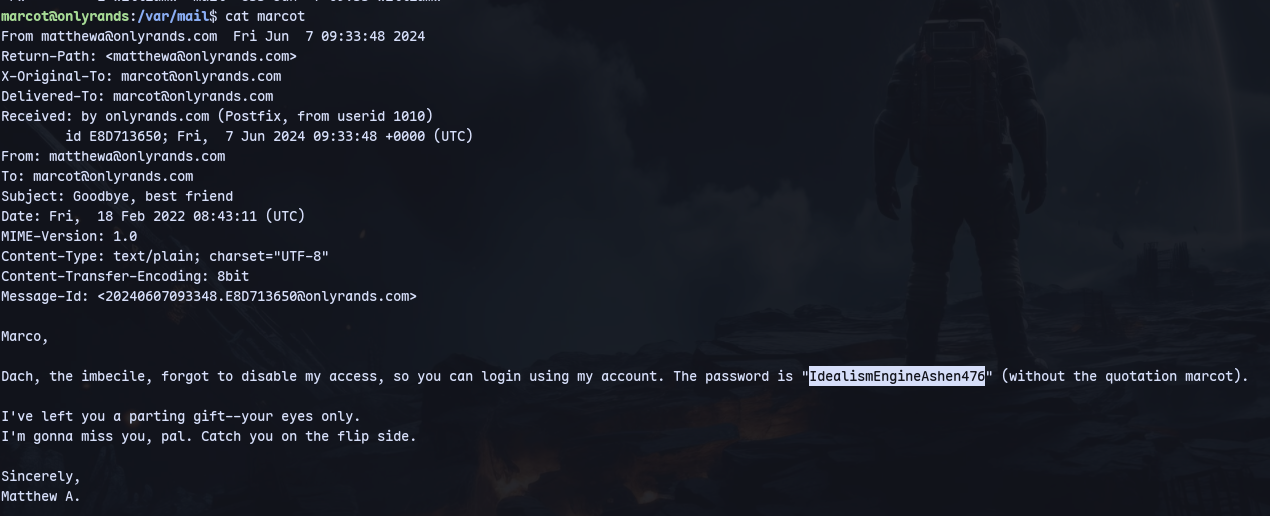 marcot@onlyrands:/var/mail$ cat marcot
From matthewa@onlyrands.com  Fri Jun  7 09:33:48 2024
Return-Path: <matthewa@onlyrands.com>
X-Original-To: marcot@onlyrands.com
Delivered-To: marcot@onlyrands.com
Received: by onlyrands.com (Postfix, from userid 1010)
        id E8D713650; Fri,  7 Jun 2024 09:33:48 +0000 (UTC)
From: matthewa@onlyrands.com
To: marcot@onlyrands.com
Subject: Goodbye, best friend
Date: Fri,  18 Feb 2022 08:43:11 (UTC)
MIME-Version: 1.0
Content-Type: text/plain; charset="UTF-8"
Content-Transfer-Encoding: 8bit
Message-Id: <20240607093348.E8D713650@onlyrands.com>
Marco,
Dach, the imbecile, forgot to disable my access, so you can login using my account. The password is "IdealismEngineAshen476" (without the quotation marcot).
I've left you a parting gift--your eyes only.
I'm gonna miss you, pal. Catch you on the flip side.
Sincerely,
Matthew A.